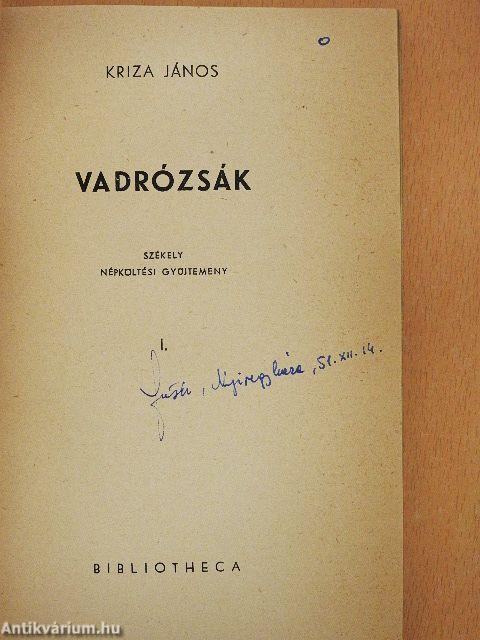 KRIZA JÁNOS
VADRÓZSÁK
SZÉKELY
NÉPKÖLTÉSI GYŰJTEMÉNY
I.
, Nyíregyháza, 51. XII. 14.
BIBLIOTHECA
Antikvárium.hu